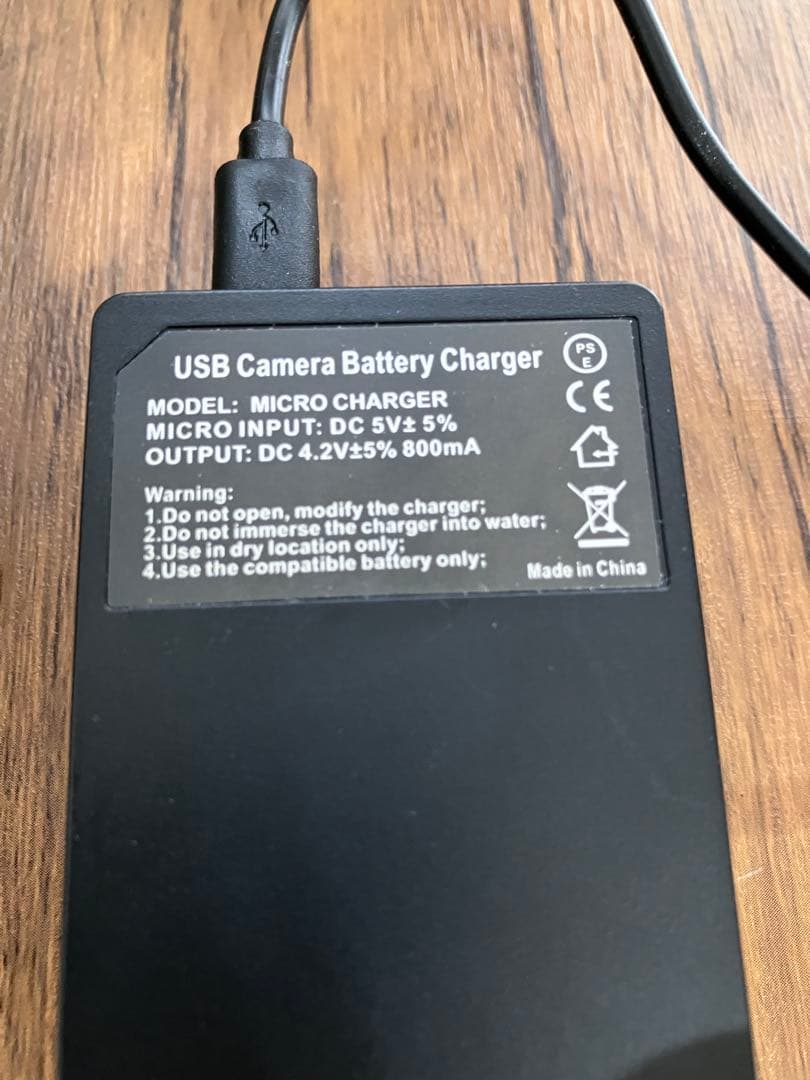 USB Camera Battery Charger
PS
E
MODEL: MICRO CHARGER
CE
MICRO INPUT: DC 5V± 5%
OUTPUT: DC 4.2V±5% 800mA
Warning:
1.Do not open, modify the charger;
2.Do not immerse the charger into water;
3.Use in dry location only;
4.Use the compatible battery only;
Made in China